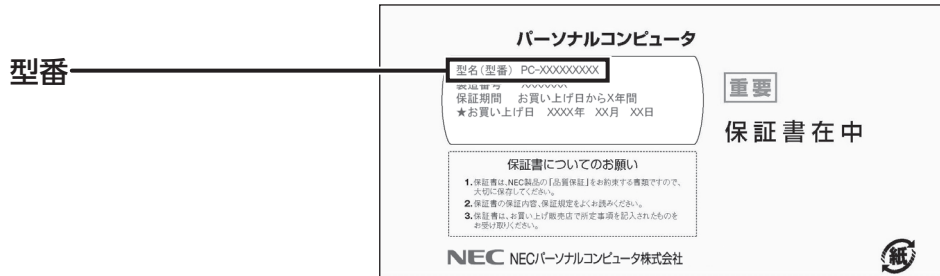 パーソナルコンピュータ
型番
型名(型番) PC-XXXXXXXXX
製造番号 XXXXXXX
保証期間 お買い上げ日からX年間
★お買い上げ日 XXXX年 XX月 XX日
重要
保証書在中
保証書についてのお願い
1.保証書は、NEC製品の「品質保証」をお約束する書類ですので、
大切に保存してください。
2.保証書の保証内容、保証規定をよくお読みください。
3.保証書は、お買い上げ販売店で所定事項を記入されたものを
お受け取りください。
NEC NECパーソナルコンピュータ株式会社
紙